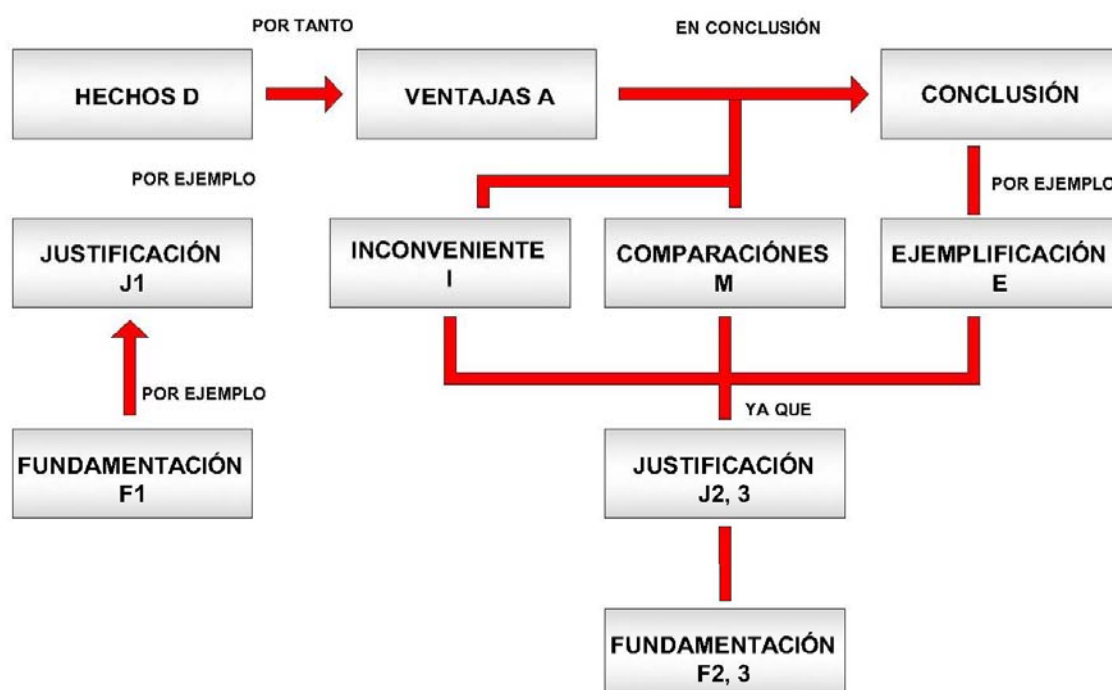 POR TANTO
EN CONCLUSIÓN
HECHOS D
VENTAJAS A
CONCLUSIÓN
POR EJEMPLO
POR EJEMPLO
JUSTIFICACIÓN
J1
INCONVENIENTE
I
COMPARACIÓNES
M
EJEMPLIFICACIÓN
E
POR EJEMPLO
YA QUE
FUNDAMENTACIÓN
F1
JUSTIFICACIÓN
J2, 3
FUNDAMENTACIÓN
F2, 3